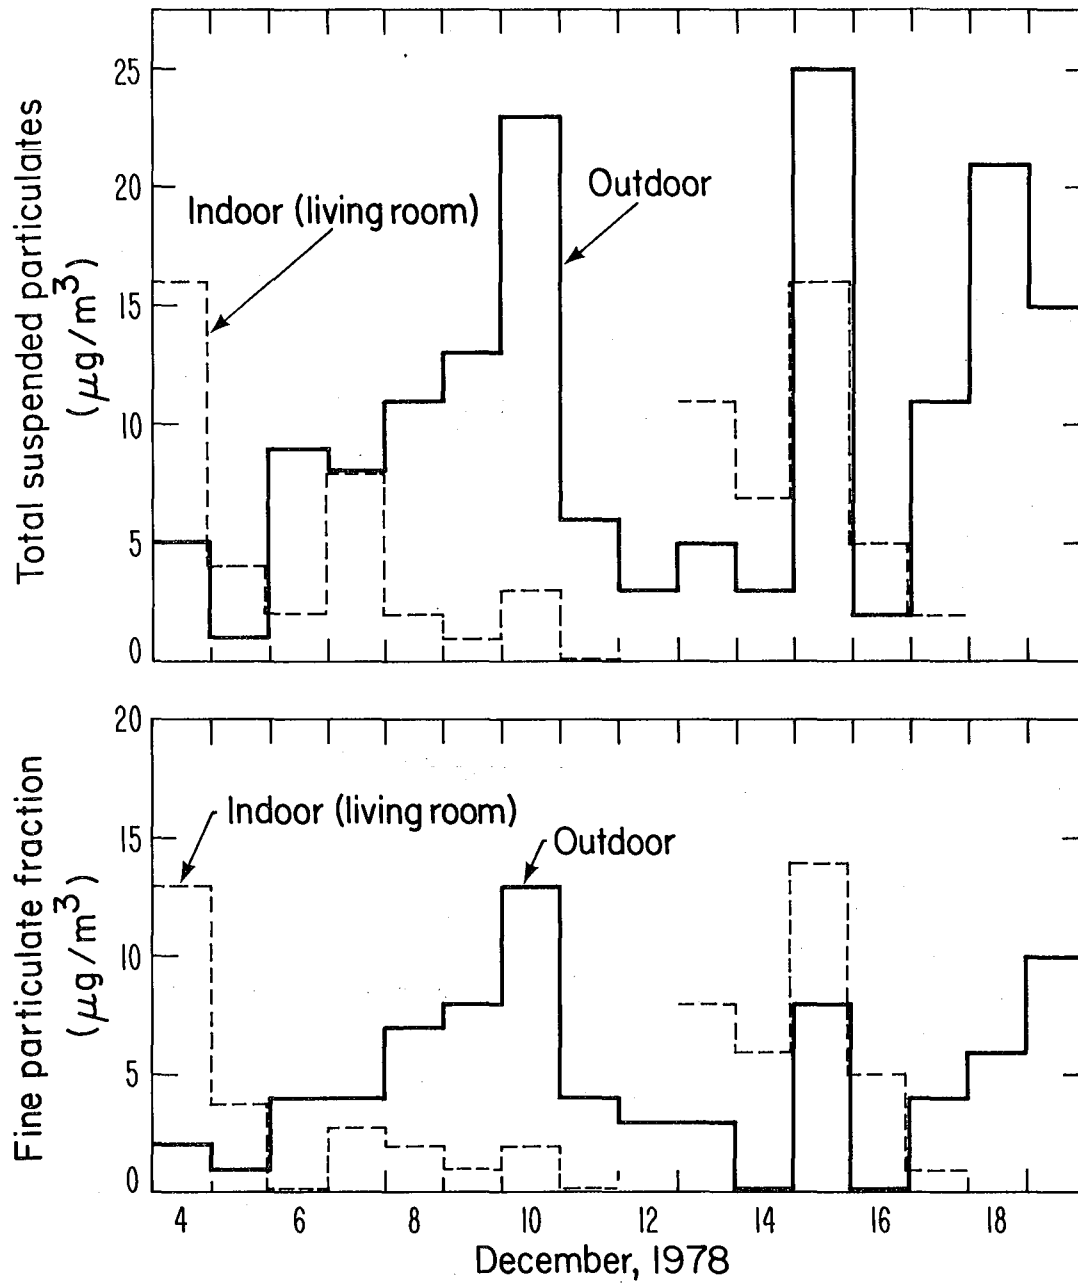 Total suspended particulates
(μg/m³)
25
20
15
10
5
0
Indoor (living room)
Outdoor
Fine particulate fraction
(μg/m³)
20
15
10
5
0
Indoor (living room)
Outdoor
4 6 8 10 12 14 16 18
December, 1978